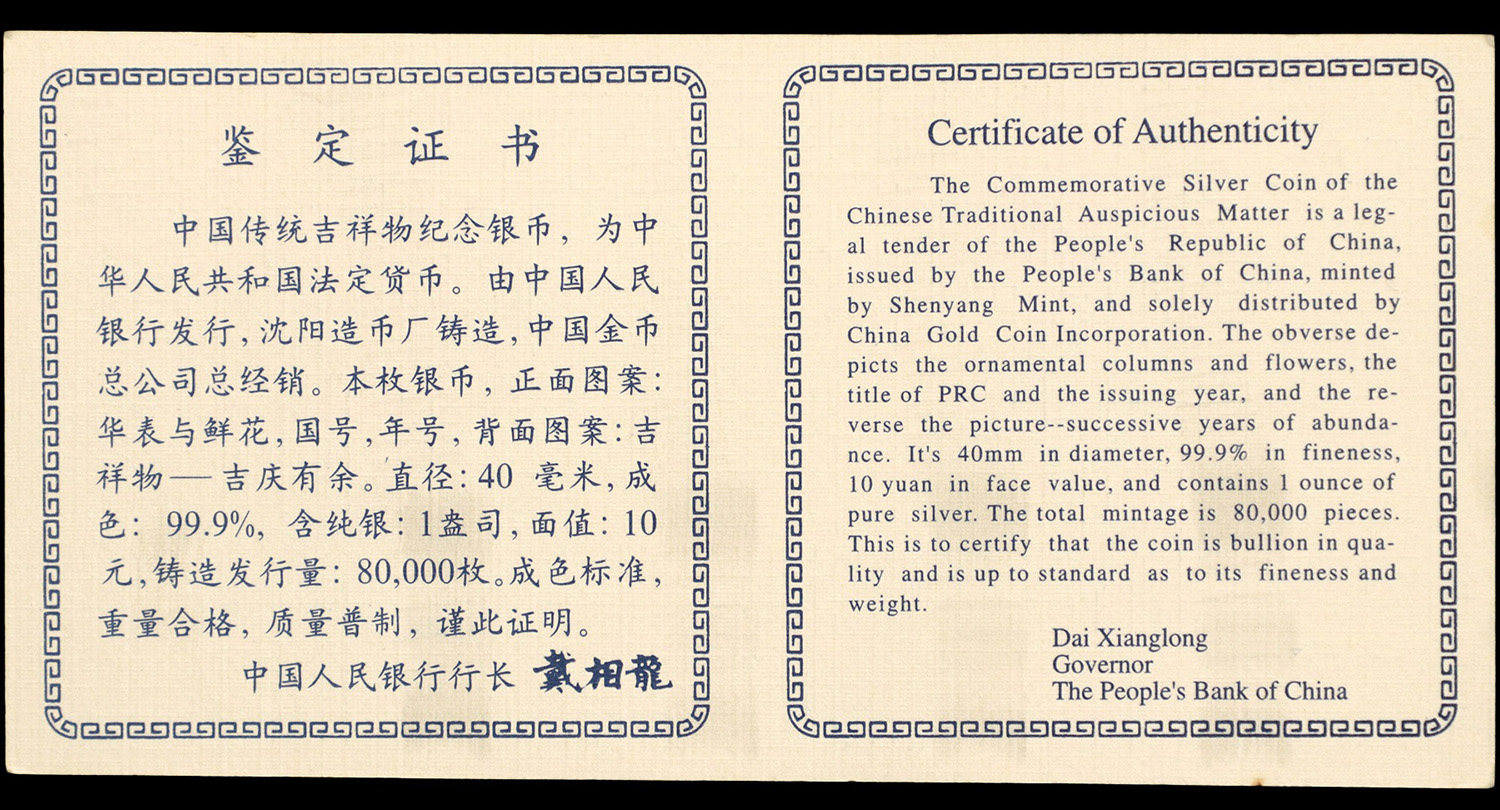 鉴定证书
中国传统吉祥物纪念银币，为中
华人民共和国法定货币。由中国人民
银行发行，沈阳造币厂铸造，中国金币
总公司总经销。本枚银币，正面图案：
华表与鲜花，国号，年号，背面图案：吉
祥物——吉庆有余。直径：40 毫米，成
色： 99.9%， 含纯银：1盎司，面值：10
元，铸造发行量：80,000枚。成色标准，
重量合格，质量普制，谨此证明。
中国人民银行行长 戴相龍
Certificate of Authenticity
The Commemorative Silver Coin of the
Chinese Traditional Auspicious Matter is a leg-
al tender of the People's Republic of China,
issued by the People's Bank of China, minted
by Shenyang Mint, and solely distributed by
China Gold Coin Incorporation. The obverse de-
picts the ornamental columns and flowers, the
title of PRC and the issuing year, and the re-
verse the picture--successive years of abunda-
nce. It's 40mm in diameter, 99.9% in fineness,
10 yuan in face value, and contains 1 ounce of
pure silver. The total mintage is 80,000 pieces.
This is to certify that the coin is bullion in qua-
lity and is up to standard as to its fineness and
weight.
Dai Xianglong
Governor
The People's Bank of China